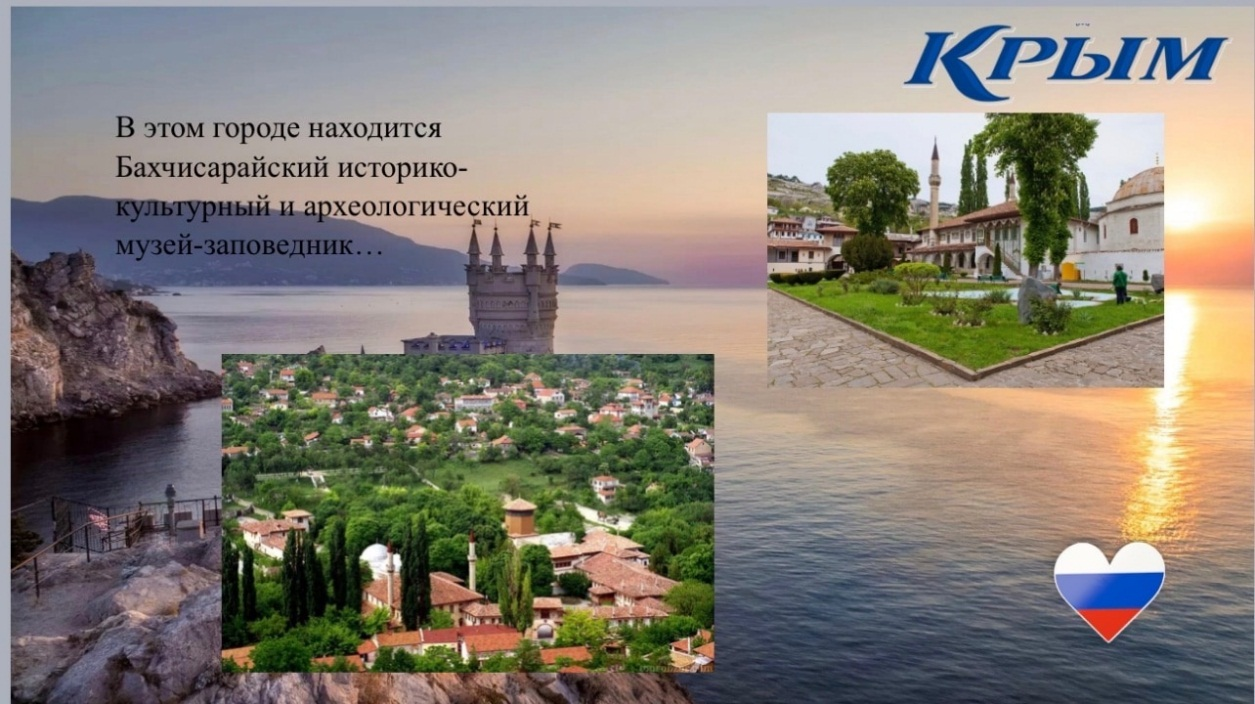 Крым
В этом городе находится
Бахчисарайский историко-
культурный и археологический
музей-заповедник…